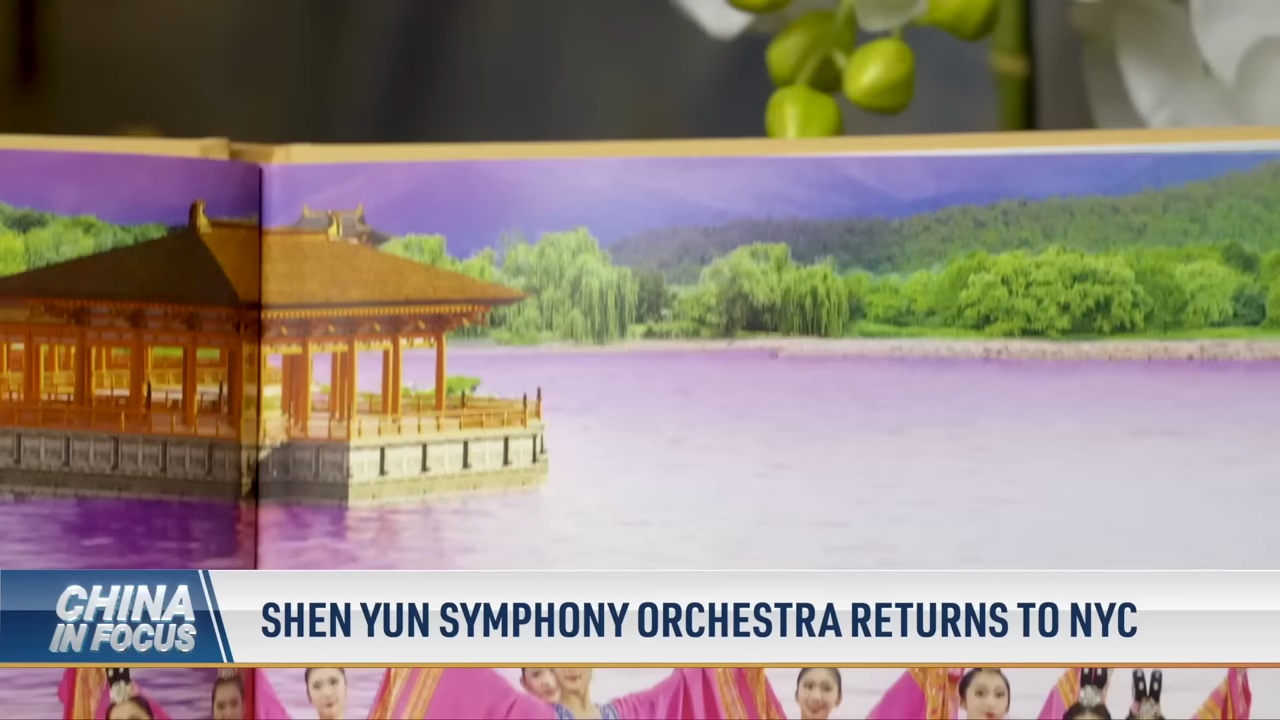 CHINA
IN FOCUS
SHEN YUN SYMPHONY ORCHESTRA RETURNS TO NYC